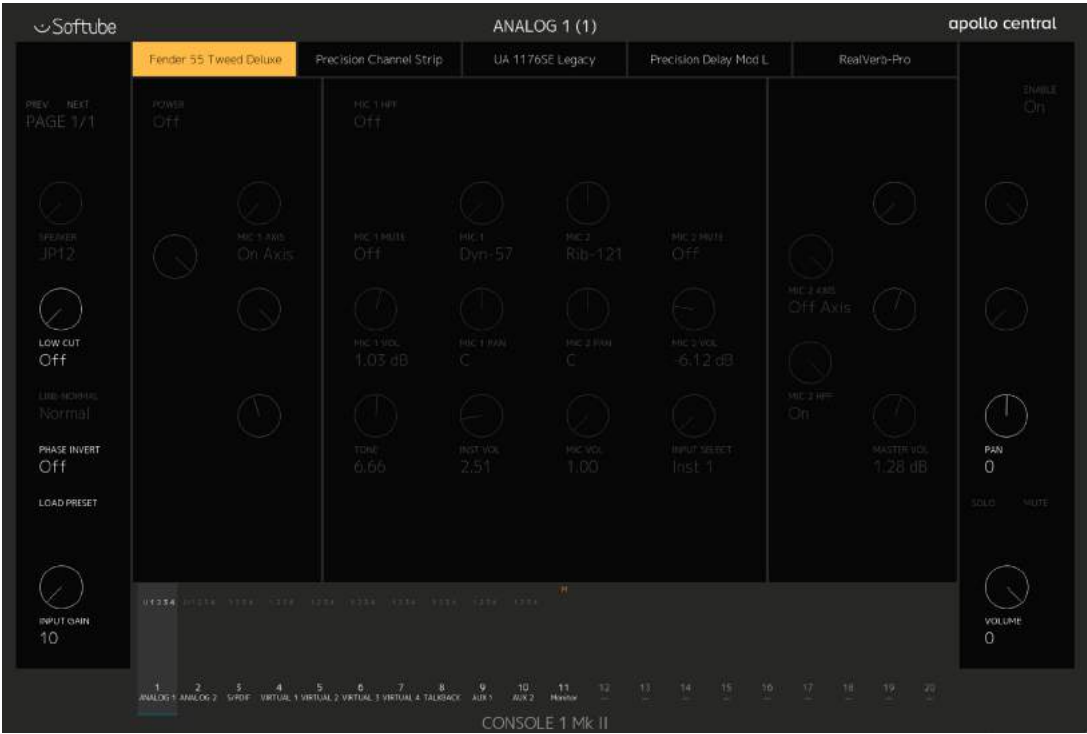 Softube
ANALOG 1 (1)
apollo central
Fender 55 Tweed Deluxe
Precision Channel Strip
UA 1176SE Legacy
Precision Delay Mod L
RealVerb-Pro
PREV NEXT
PAGE 1/1
POWER
Off
MIC 1 HPF
Off
ENABLE
On
SPEAKER
JP12
MIC 1 AXIS
On Axis
MIC 1 MUTE
Off
MIC 1
Dyn-57
MIC 2
Rib-121
MIC 2 MUTE
Off
MIC 2 AXIS
Off Axis
LOW CUT
Off
MIC 1 VOL
1.03 dB
MIC 1 PAN
C
MIC 2 PAN
C
MIC 2 VOL
-6.12 dB
MIC 2 HPF
On
LINE-NORMAL
Normal
PHASE INVERT
Off
TONE
6.66
INST VOL
2.51
MIC VOL
1.00
INPUT SELECT
Inst 1
MASTER VOL
1.28 dB
PAN
0
LOAD PRESET
SOLO MUTE
U1234
M
INPUT GAIN
10
VOLUME
0
1 2 3 4 5 6 7 8 9 10 11 12 13 14 15 16 17 18 19 20
ANALOG 1 ANALOG 2 S/PDIF VIRTUAL 1 VIRTUAL 2 VIRTUAL 3 VIRTUAL 4 TALKBACK AUX 1 AUX 2 Monitor
CONSOLE 1 Mk II